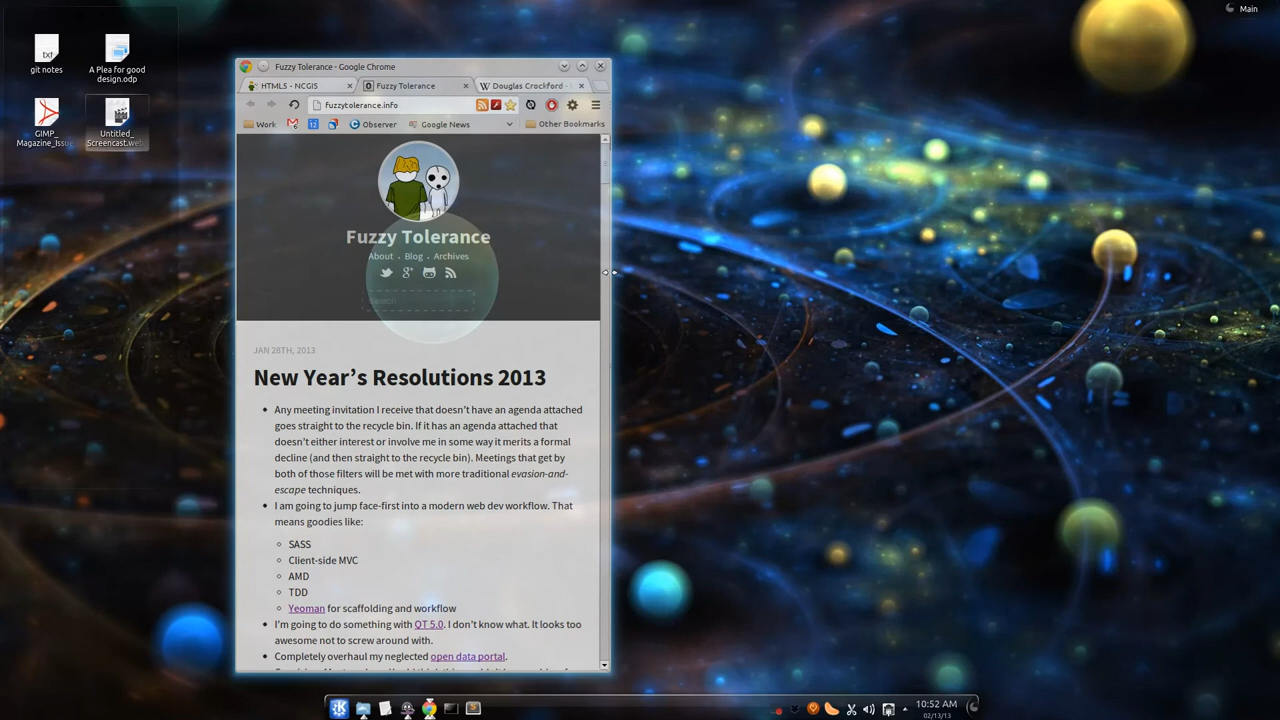 Main
txt
git notes
A Plea for good
design.odp
GIMP_
Magazine_Issu
Untitled_
Screencast.we
Fuzzy Tolerance - Google Chrome
HTML5 - NCGIS
Fuzzy Tolerance
Douglas Crockford -
fuzzytolerance.info
Work
12
Observer
Google News
Other Bookmarks
Fuzzy Tolerance
About . Blog . Archives
Search
JAN 28TH, 2013
New Year's Resolutions 2013
Any meeting invitation I receive that doesn't have an agenda attached
goes straight to the recycle bin. If it has an agenda attached that
doesn't either interest or involve me in some way it merits a formal
decline (and then straight to the recycle bin). Meetings that get by
both of those filters will be met with more traditional evasion-and-
escape techniques.
I am going to jump face-first into a modern web dev workflow. That
means goodies like:
SASS
Client-side MVC
AMD
TDD
Yeoman for scaffolding and workflow
I'm going to do something with QT 5.0. I don't know what. It looks too
awesome not to screw around with.
Completely overhaul my neglected open data portal.
10:52 AM
02/13/13